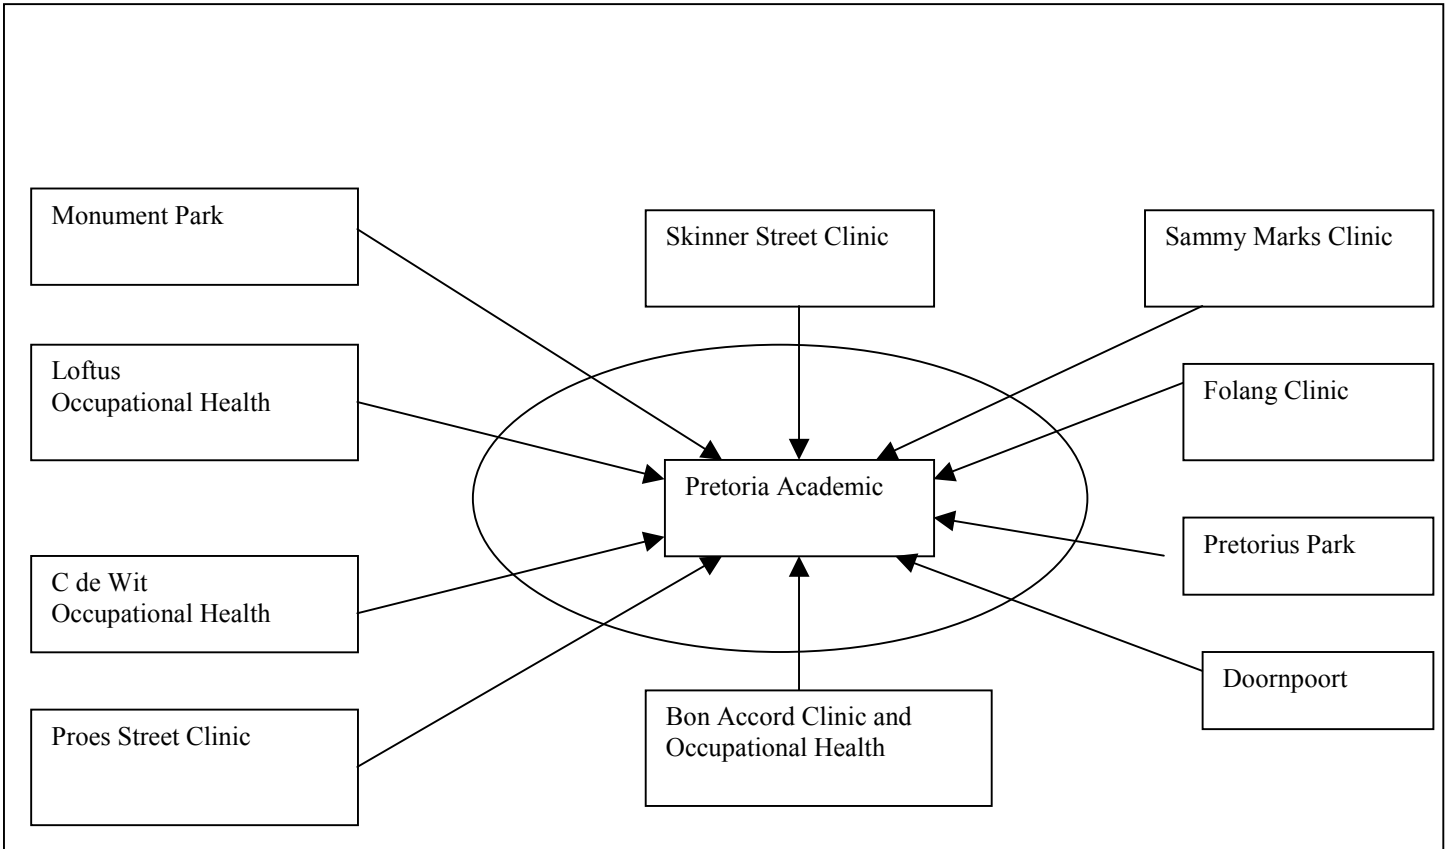 Monument Park
Skinner Street Clinic
Sammy Marks Clinic
Loftus
Occupational Health
Folang Clinic
Pretoria Academic
Pretorius Park
C de Wit
Occupational Health
Doornpoort
Proes Street Clinic
Bon Accord Clinic and
Occupational Health